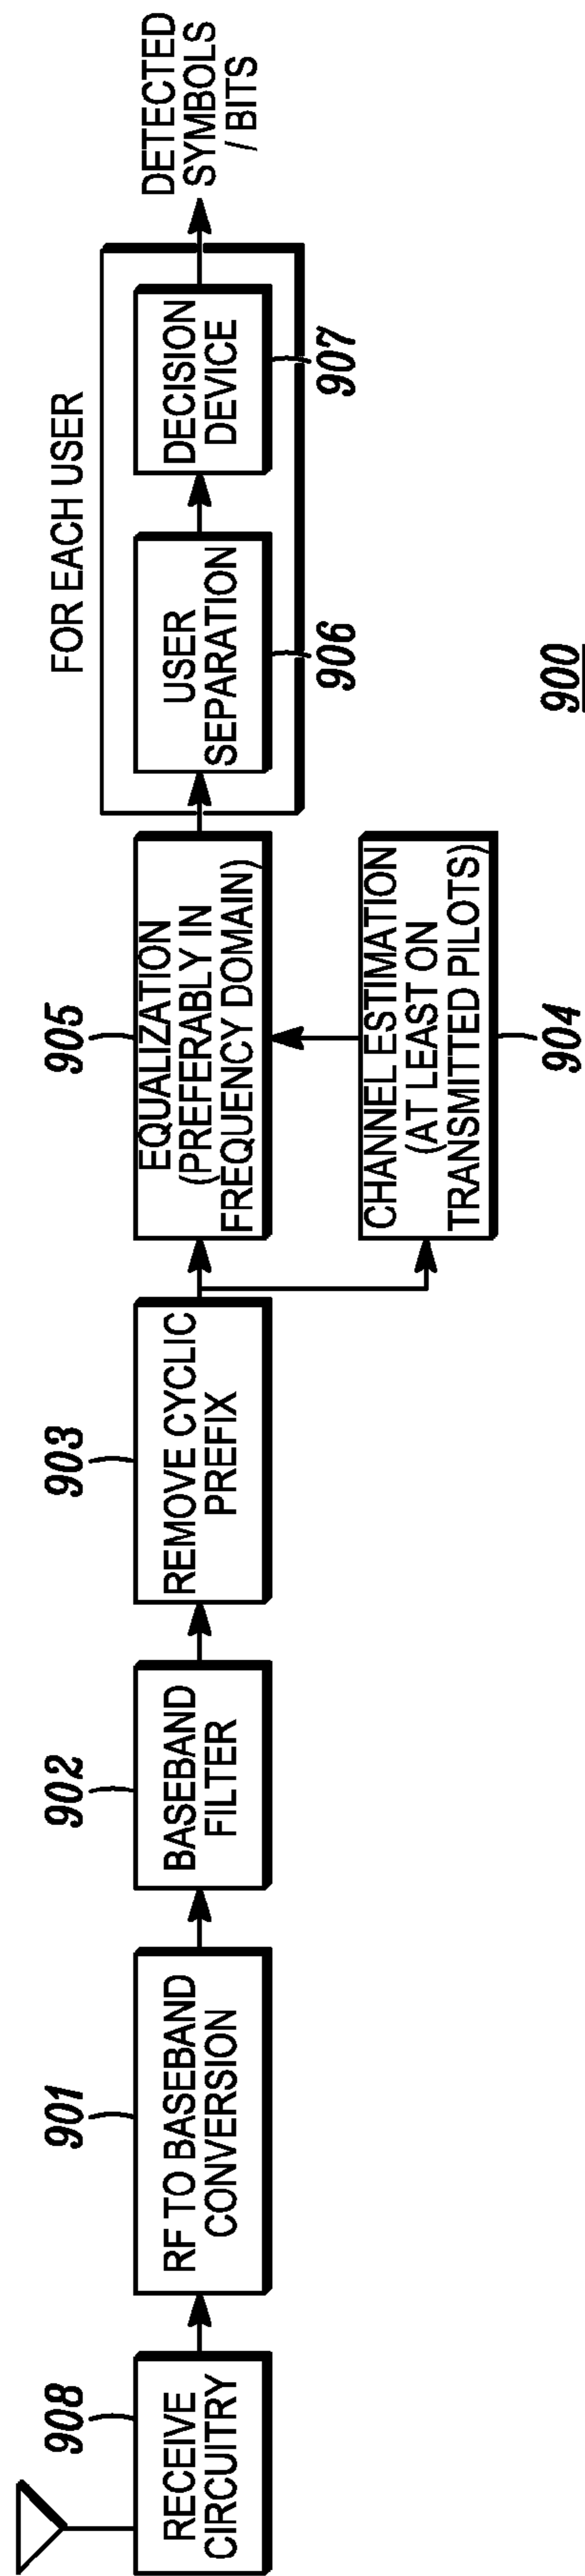 908
RECEIVE
CIRCUITRY
901
RF TO BASEBAND
CONVERSION
902
BASEBAND
FILTER
903
REMOVE CYCLIC
PREFIX
905
EQUALIZATION
(PREFERABLY IN
FREQUENCY DOMAIN)
CHANNEL ESTIMATION
(AT LEAST ON
TRANSMITTED PILOTS)
904
FOR EACH USER
USER
SEPARATION
906
DECISION
DEVICE
907
DETECTED
SYMBOLS
/ BITS
900